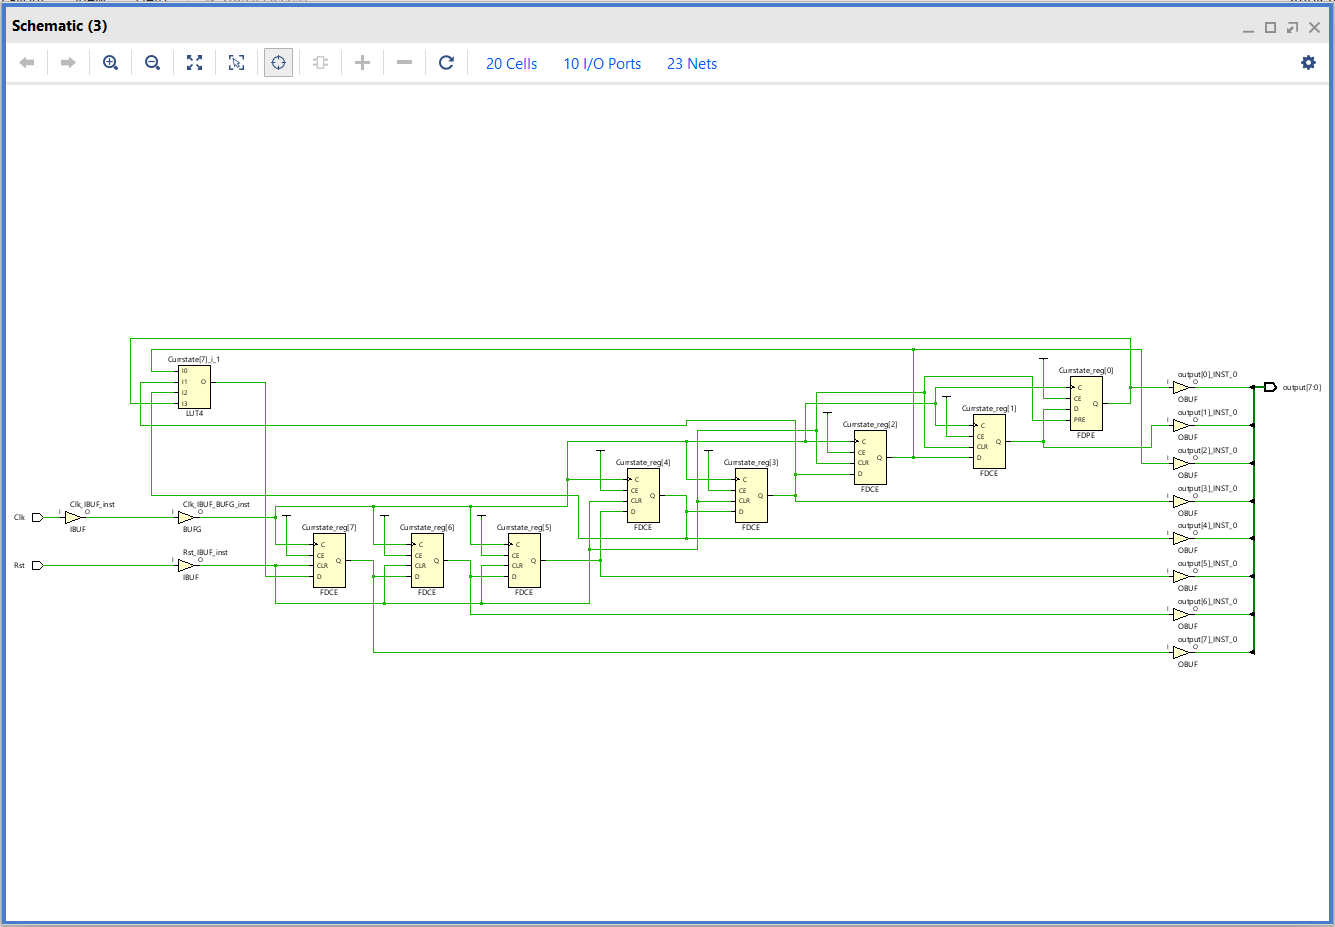 Schematic (3)
20 Cells 10 I/O Ports 23 Nets
Currstate[7]_i_1
I0
I1
I2
I3
O
LUT4
Clk
I
Clk_IBUF_inst
O
IBUF
I
Clk_IBUF_BUFG_inst
O
BUFG
Rst
I
Rst_IBUF_inst
O
IBUF
Currstate_reg[7]
C
CE
CLR
D
Q
FDCE
Currstate_reg[6]
C
CE
CLR
D
Q
FDCE
Currstate_reg[5]
C
CE
CLR
D
Q
FDCE
Currstate_reg[4]
C
CE
CLR
D
Q
FDCE
Currstate_reg[3]
C
CE
CLR
D
Q
FDCE
Currstate_reg[2]
C
CE
CLR
D
Q
FDCE
Currstate_reg[1]
C
CE
CLR
D
Q
FDCE
Currstate_reg[0]
C
CE
D
PRE
Q
FDPE
output[0]_INST_0
I
O
OBUF
output[1]_INST_0
I
O
OBUF
output[2]_INST_0
I
O
OBUF
output[3]_INST_0
I
O
OBUF
output[4]_INST_0
I
O
OBUF
output[5]_INST_0
I
O
OBUF
output[6]_INST_0
I
O
OBUF
output[7]_INST_0
I
O
OBUF
output[7:0]